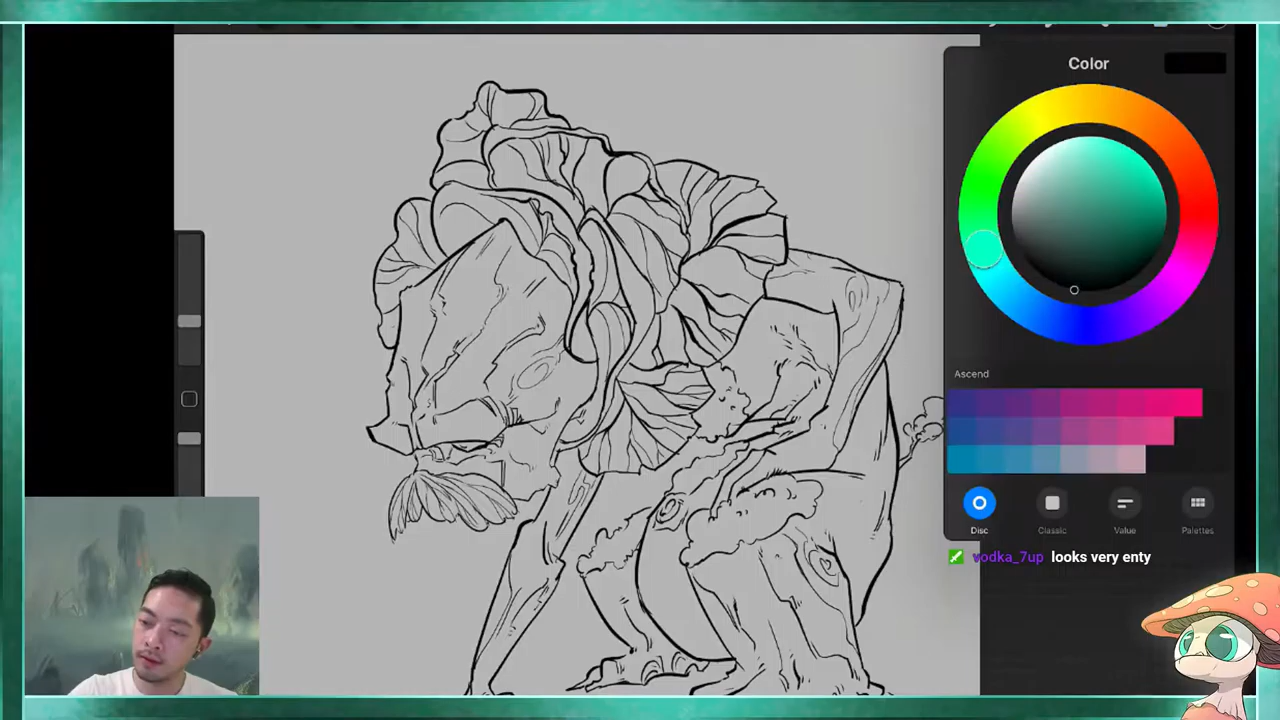 Color
Ascend
Disc
Classic
Value
Palettes
vodka_7up looks very enty